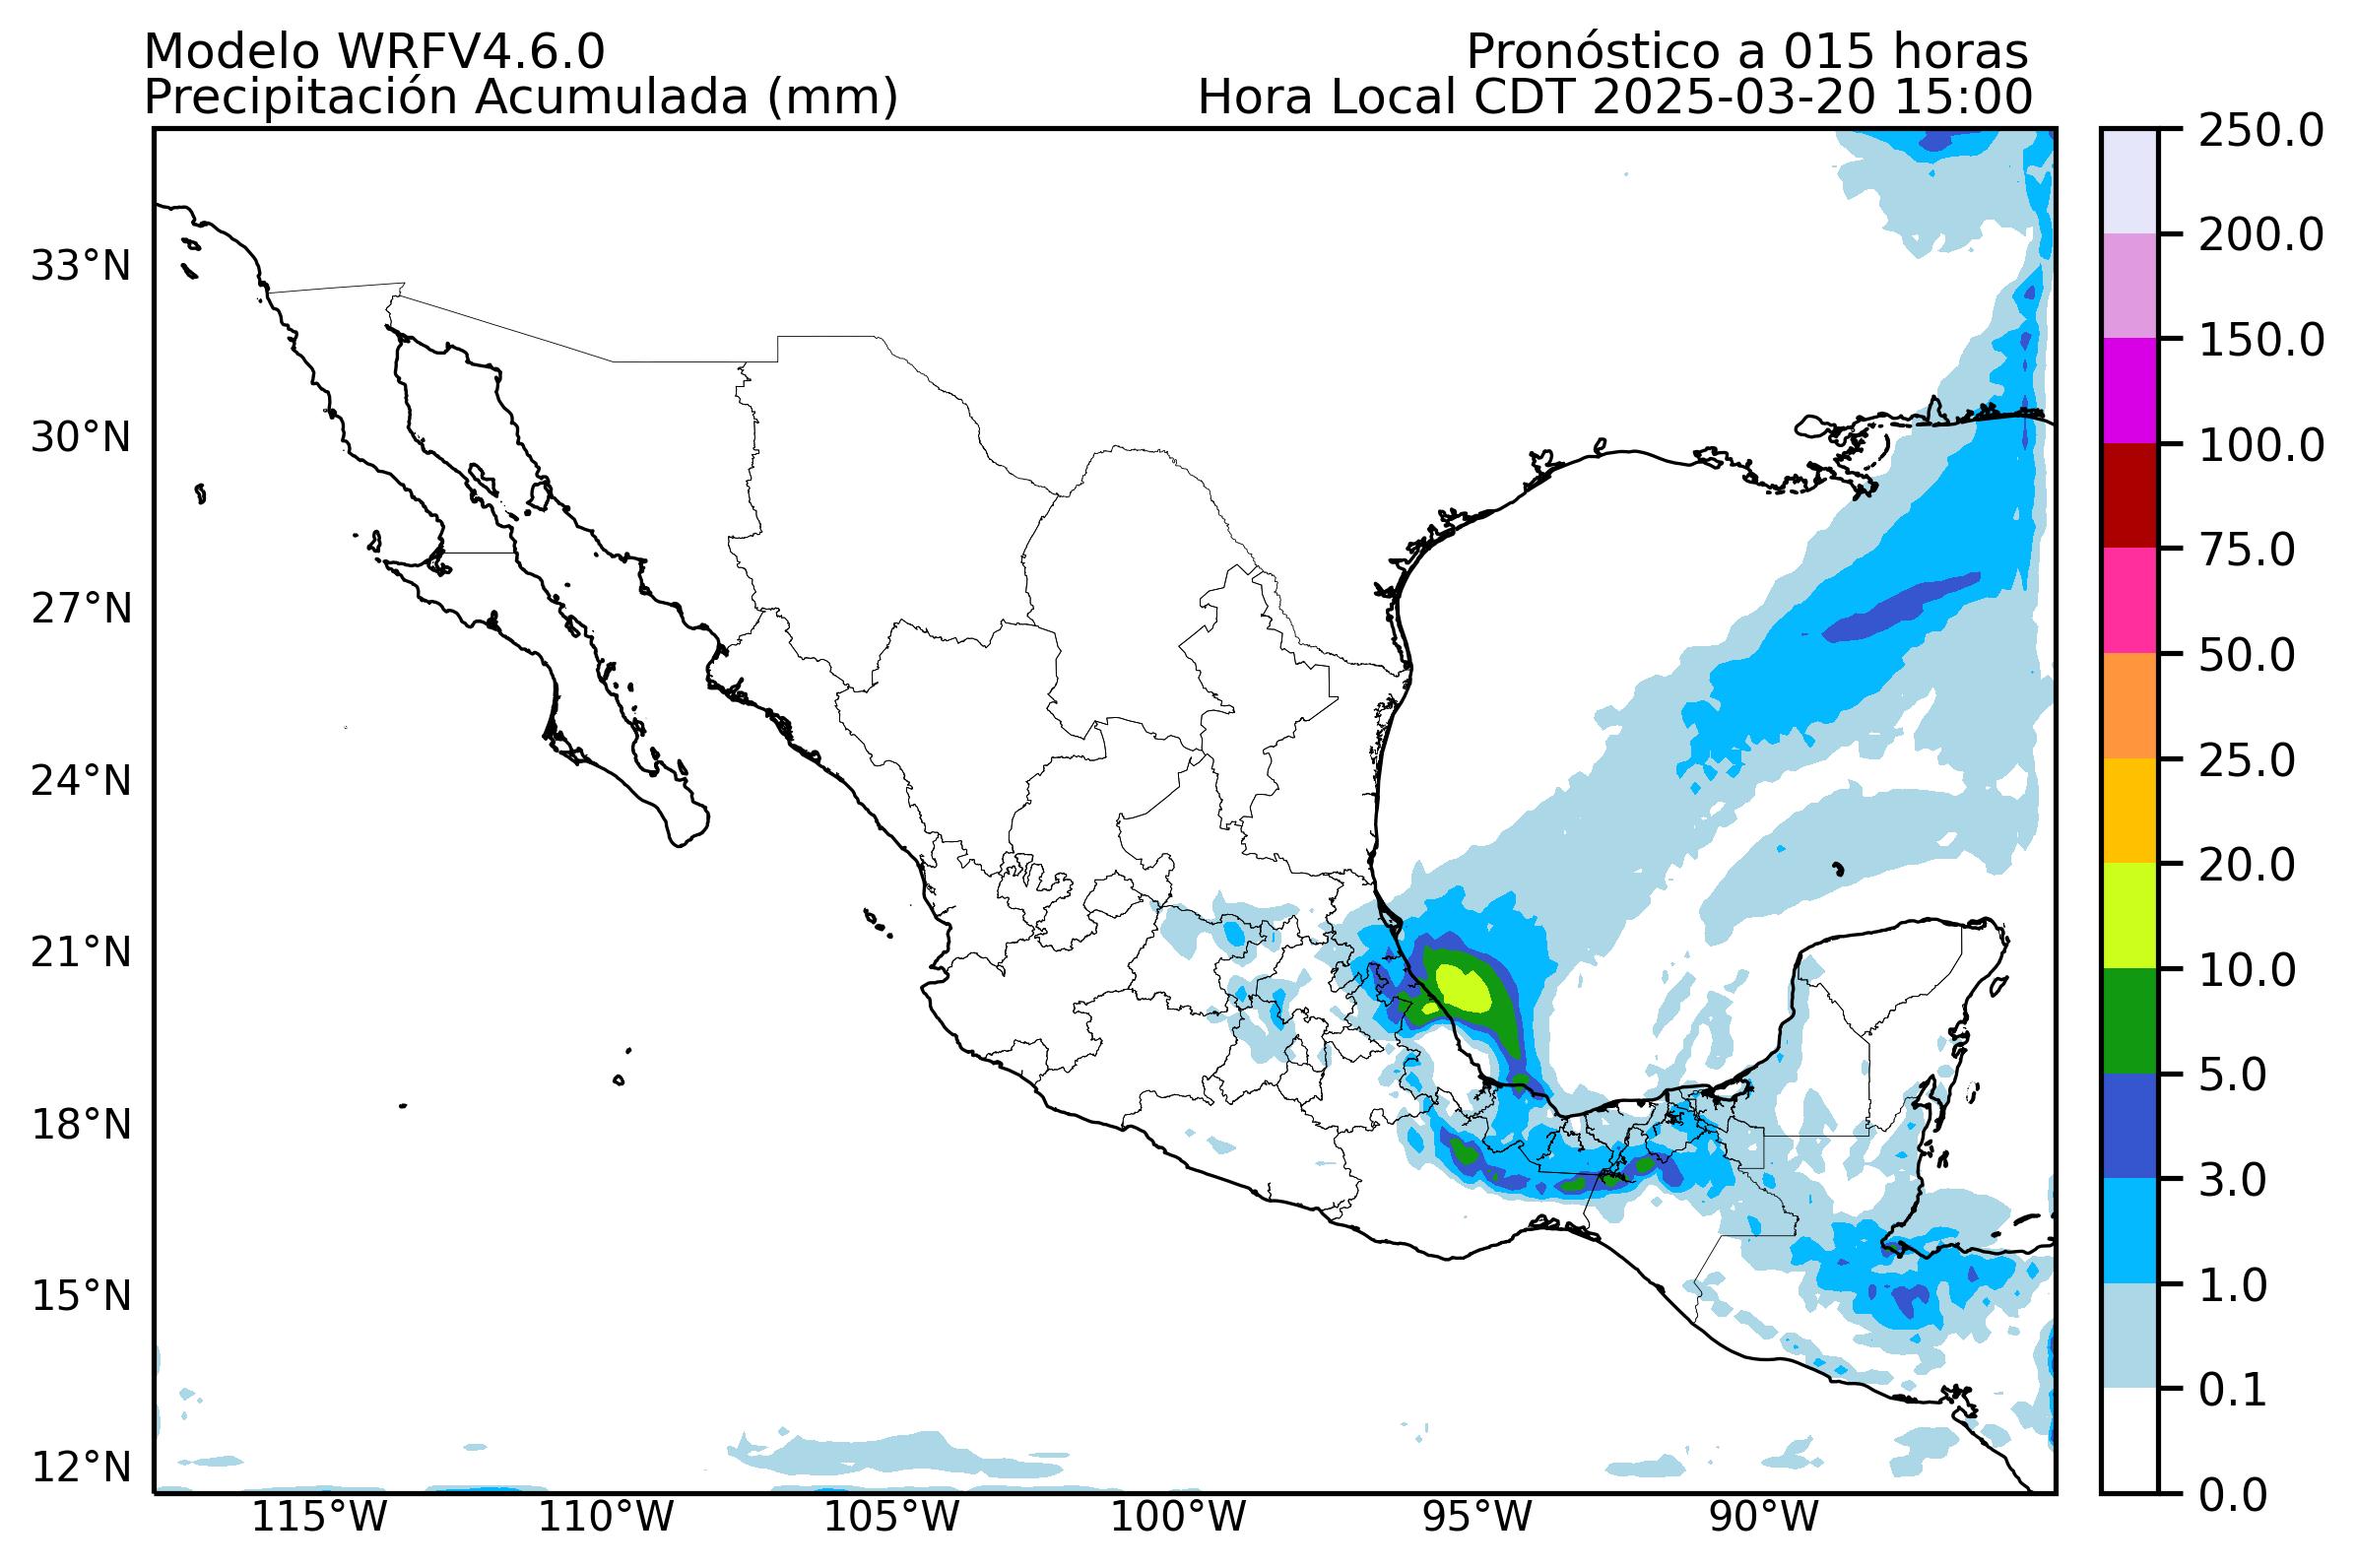 Modelo WRFV4.6.0
Pronóstico a 015 horas
Precipitación Acumulada (mm)
Hora Local CDT 2025-03-20 15:00
250.0
200.0
150.0
100.0
75.0
50.0
25.0
20.0
10.0
5.0
3.0
1.0
0.1
0.0
33°N
30°N
27°N
24°N
21°N
18°N
15°N
12°N
115°W
110°W
105°W
100°W
95°W
90°W